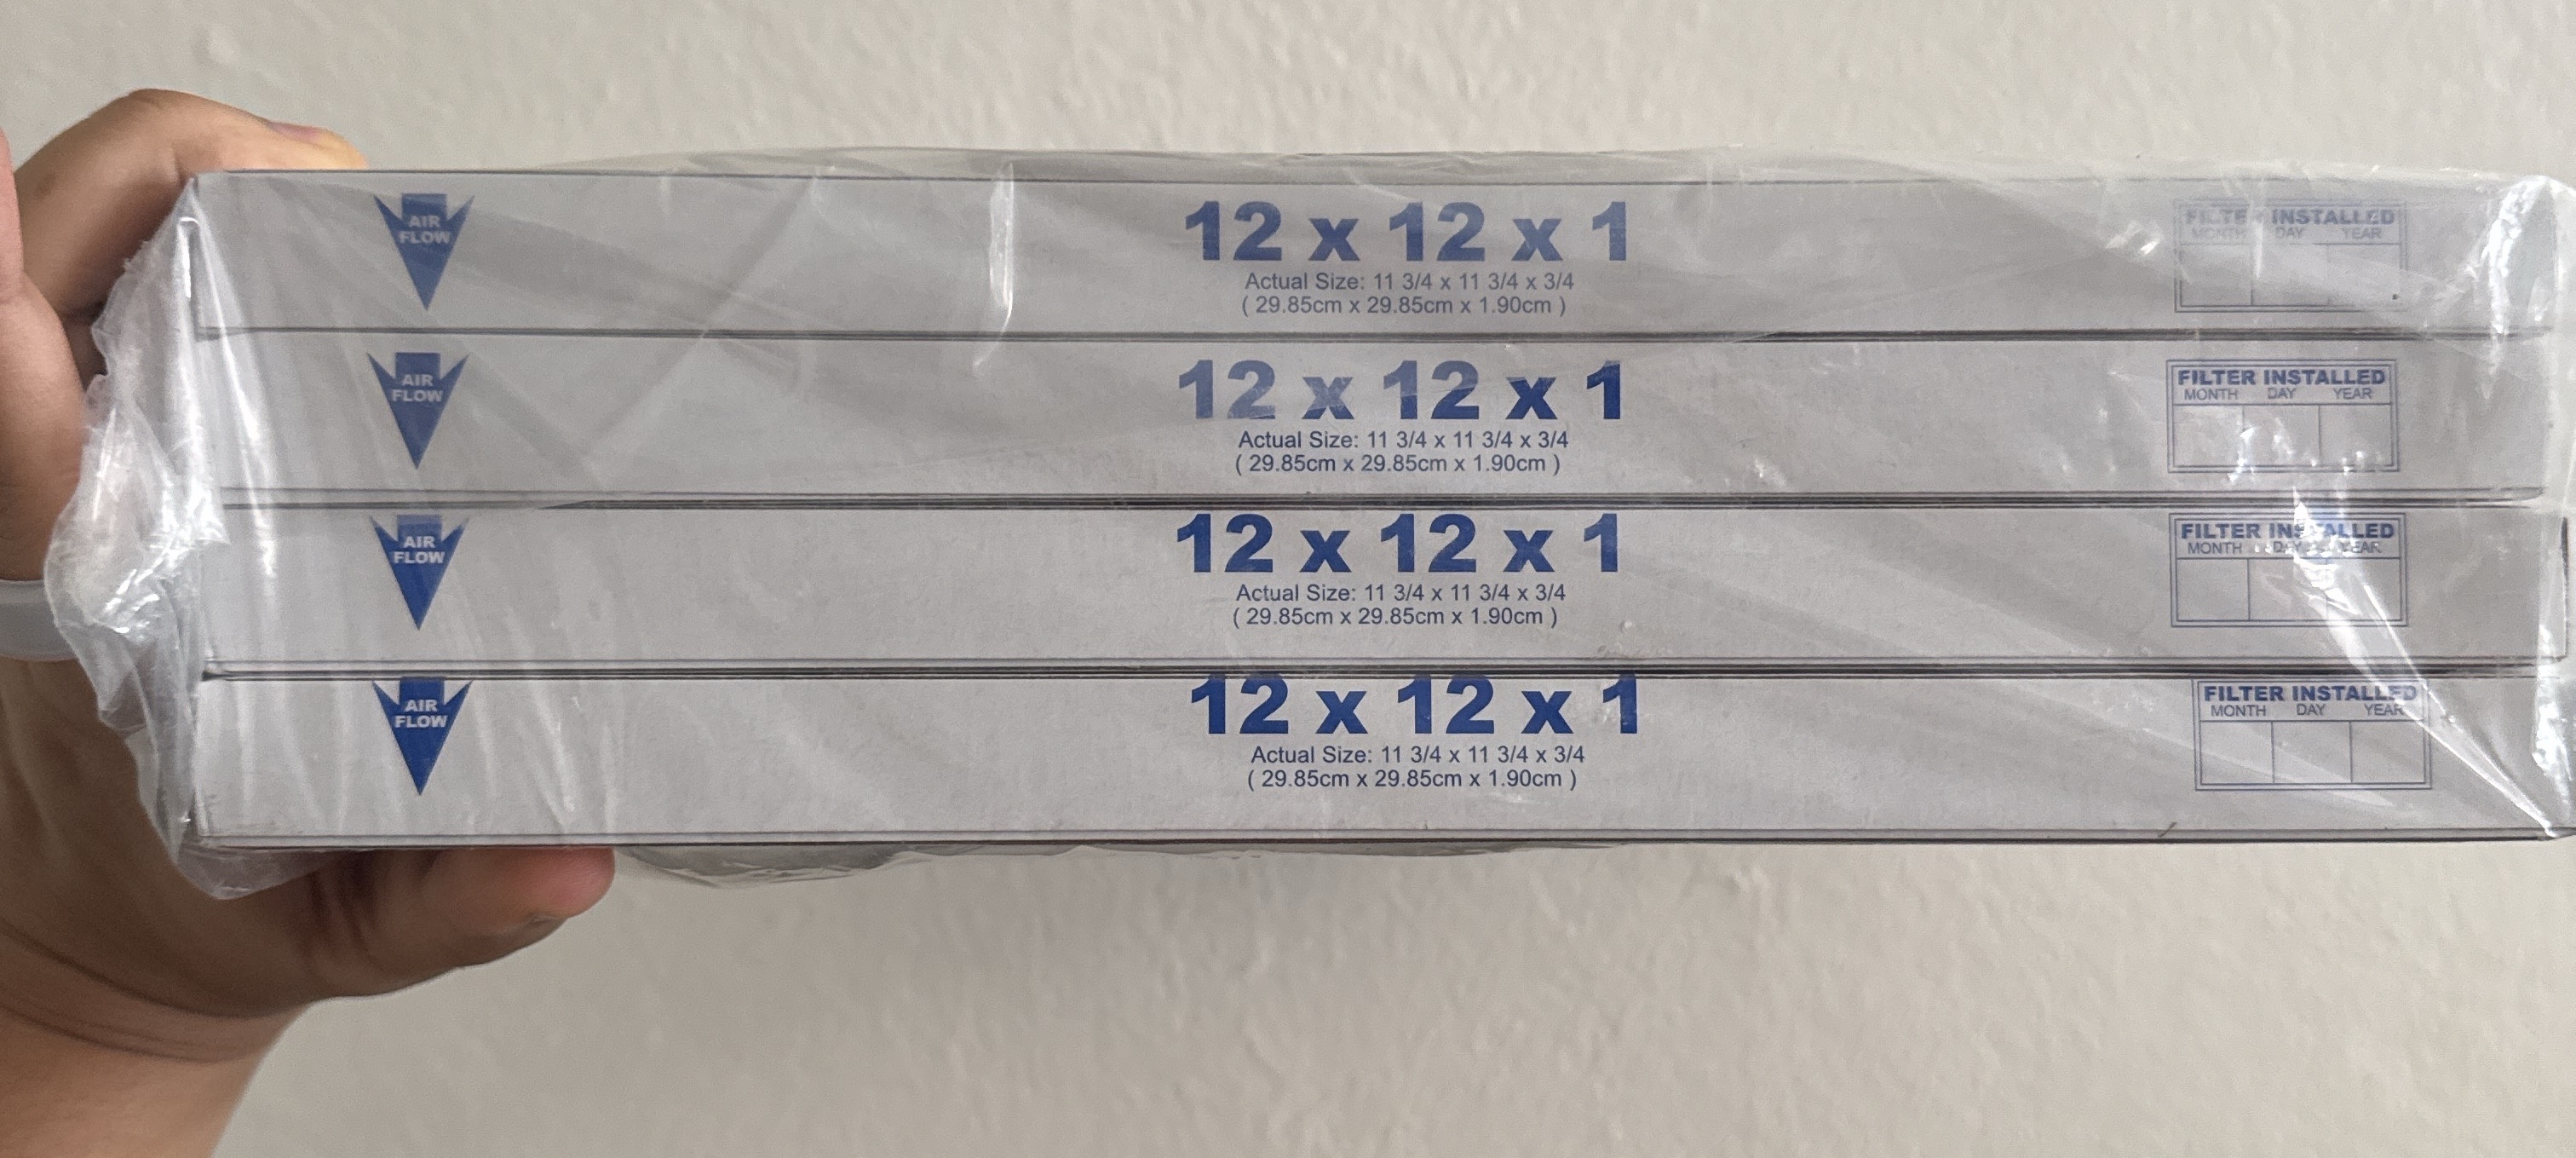 AIR
FLOW
12 x 12 x 1
Actual Size: 11 3/4 x 11 3/4 x 3/4
( 29.85cm x 29.85cm x 1.90cm )
FILTER INSTALLED
MONTH DAY YEAR
AIR
FLOW
12 x 12 x 1
Actual Size: 11 3/4 x 11 3/4 x 3/4
( 29.85cm x 29.85cm x 1.90cm )
FILTER INSTALLED
MONTH DAY YEAR
AIR
FLOW
12 x 12 x 1
Actual Size: 11 3/4 x 11 3/4 x 3/4
( 29.85cm x 29.85cm x 1.90cm )
FILTER INSTALLED
MONTH DAY YEAR
AIR
FLOW
12 x 12 x 1
Actual Size: 11 3/4 x 11 3/4 x 3/4
( 29.85cm x 29.85cm x 1.90cm )
FILTER INSTALLED
MONTH DAY YEAR